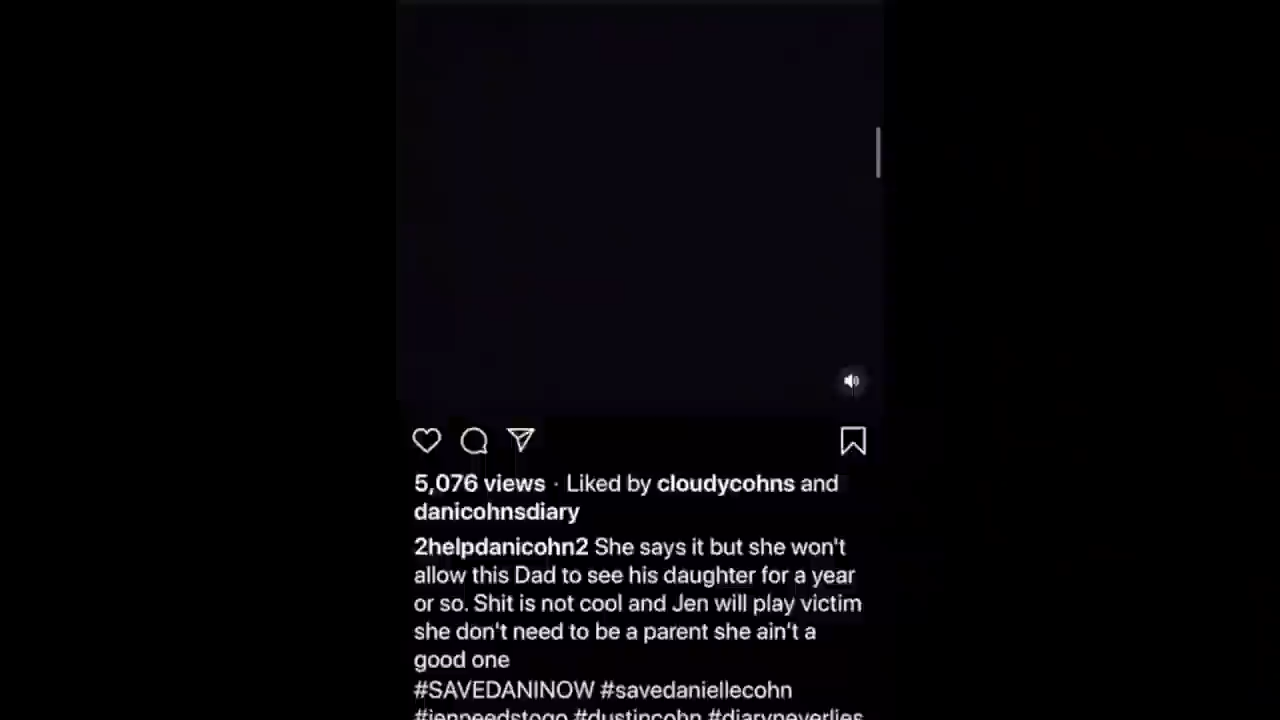 5,076 views · Liked by cloudycohns and
danicohnsdiary
2helpdanicohn2 She says it but she won't
allow this Dad to see his daughter for a year
or so. Shit is not cool and Jen will play victim
she don't need to be a parent she ain't a
good one
#SAVEDANINOW #savedaniellecohn
#jenneedstogo #dustincohn #diaryneverlies